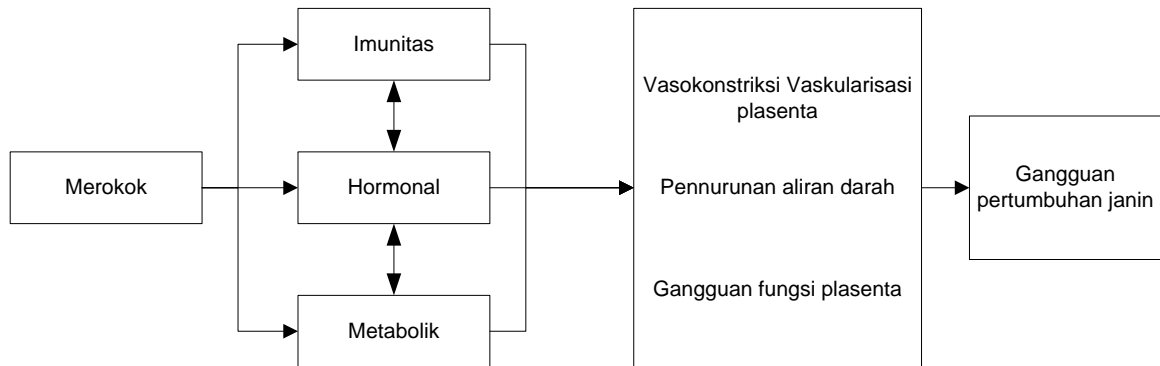 Merokok
Imunitas
Hormonal
Metabolik
Vasokonstriksi Vaskularisasi
plasenta
Pennurunan aliran darah
Gangguan fungsi plasenta
Gangguan
pertumbuhan janin